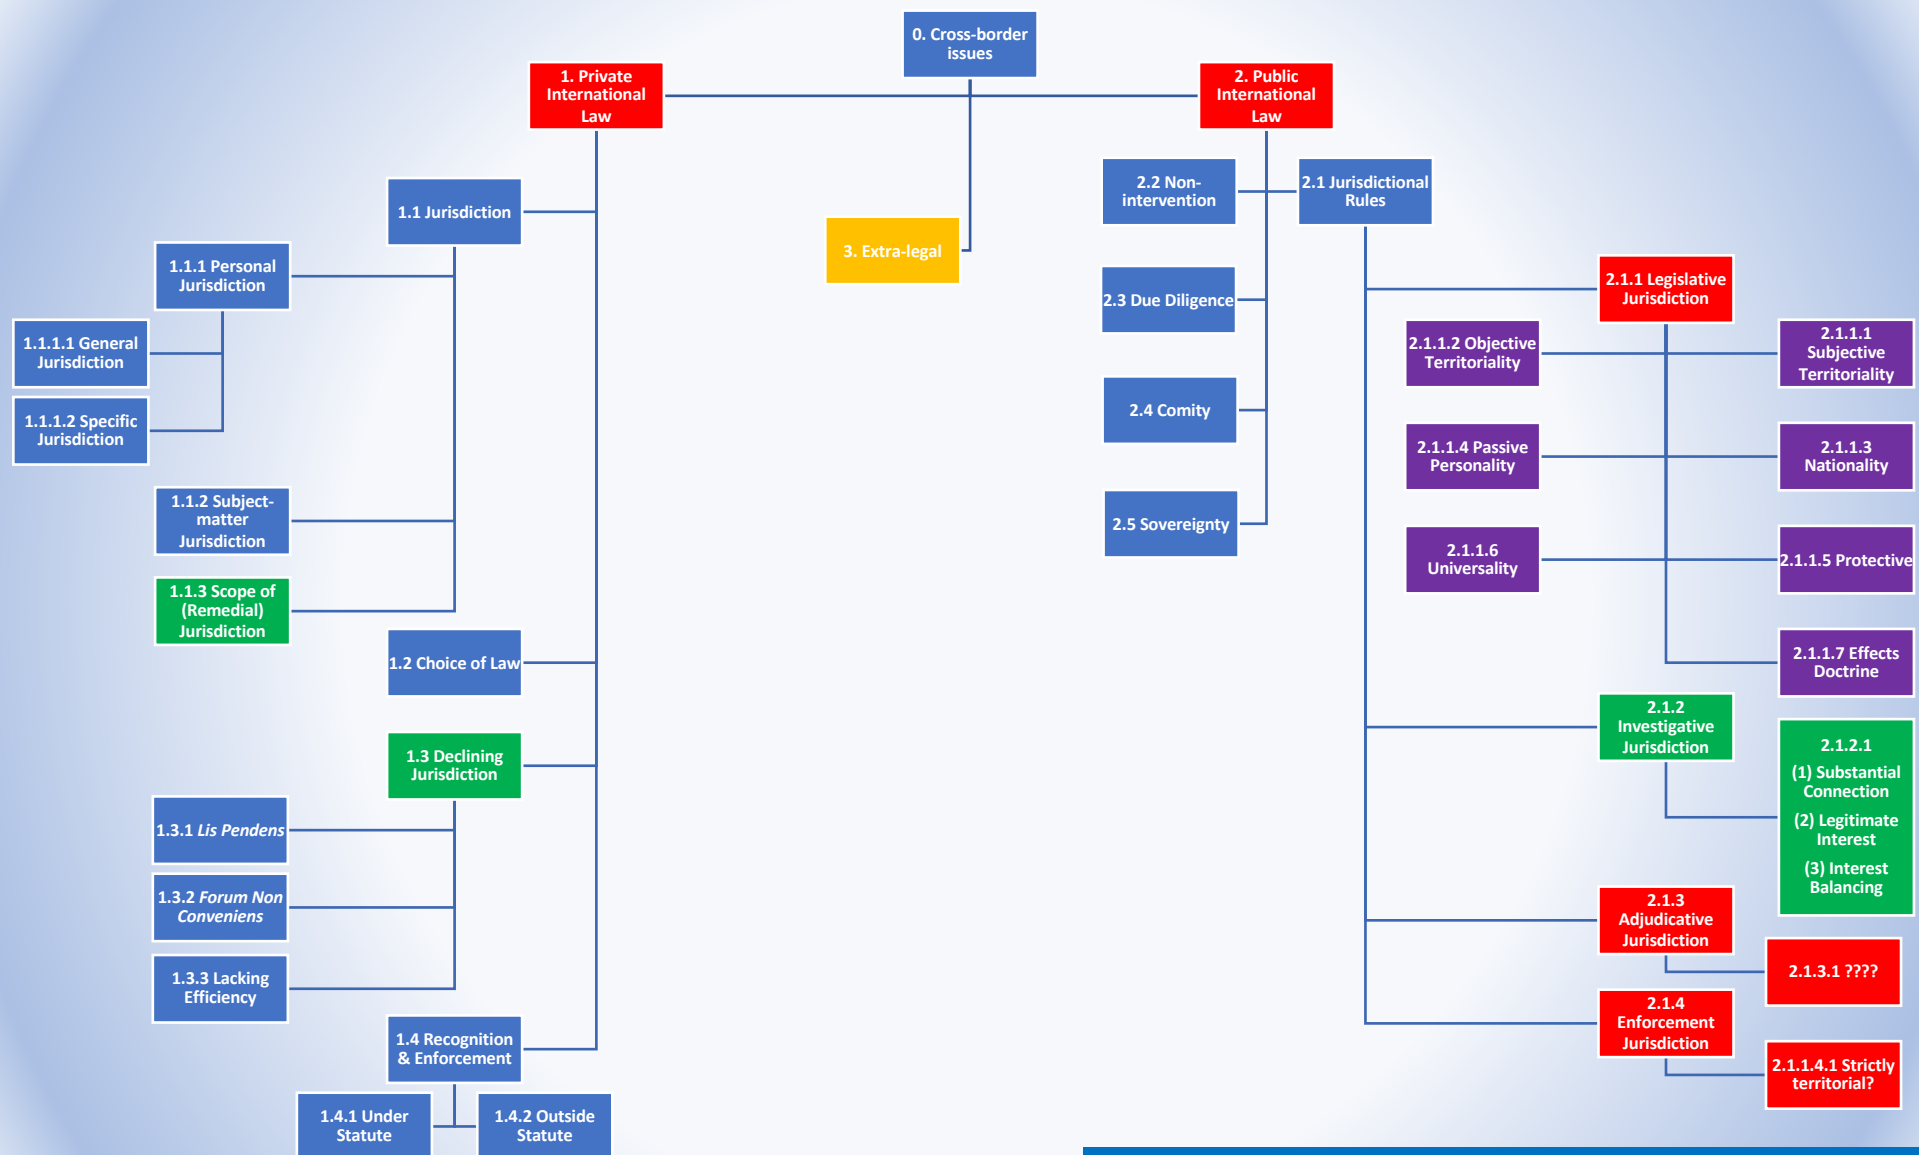 0. Cross-border
issues
1. Private
International
Law
2. Public
International
Law
3. Extra-legal
1.1 Jurisdiction
1.1.1 Personal
Jurisdiction
1.1.1.1 General
Jurisdiction
1.1.1.2 Specific
Jurisdiction
1.1.2 Subject-
matter
Jurisdiction
1.1.3 Scope of
(Remedial)
Jurisdiction
1.2 Choice of Law
1.3 Declining
Jurisdiction
1.3.1 Lis Pendens
1.3.2 Forum Non
Conveniens
1.3.3 Lacking
Efficiency
1.4 Recognition
& Enforcement
1.4.1 Under
Statute
1.4.2 Outside
Statute
2.2 Non-
intervention
2.1 Jurisdictional
Rules
2.3 Due Diligence
2.4 Comity
2.5 Sovereignty
2.1.1 Legislative
Jurisdiction
2.1.1.2 Objective
Territoriality
2.1.1.1
Subjective
Territoriality
2.1.1.4 Passive
Personality
2.1.1.3
Nationality
2.1.1.6
Universality
2.1.1.5 Protective
2.1.1.7 Effects
Doctrine
2.1.2
Investigative
Jurisdiction
2.1.2.1
(1) Substantial
Connection
(2) Legitimate
Interest
(3) Interest
Balancing
2.1.3
Adjudicative
Jurisdiction
2.1.3.1 ????
2.1.4
Enforcement
Jurisdiction
2.1.1.4.1 Strictly
territorial?